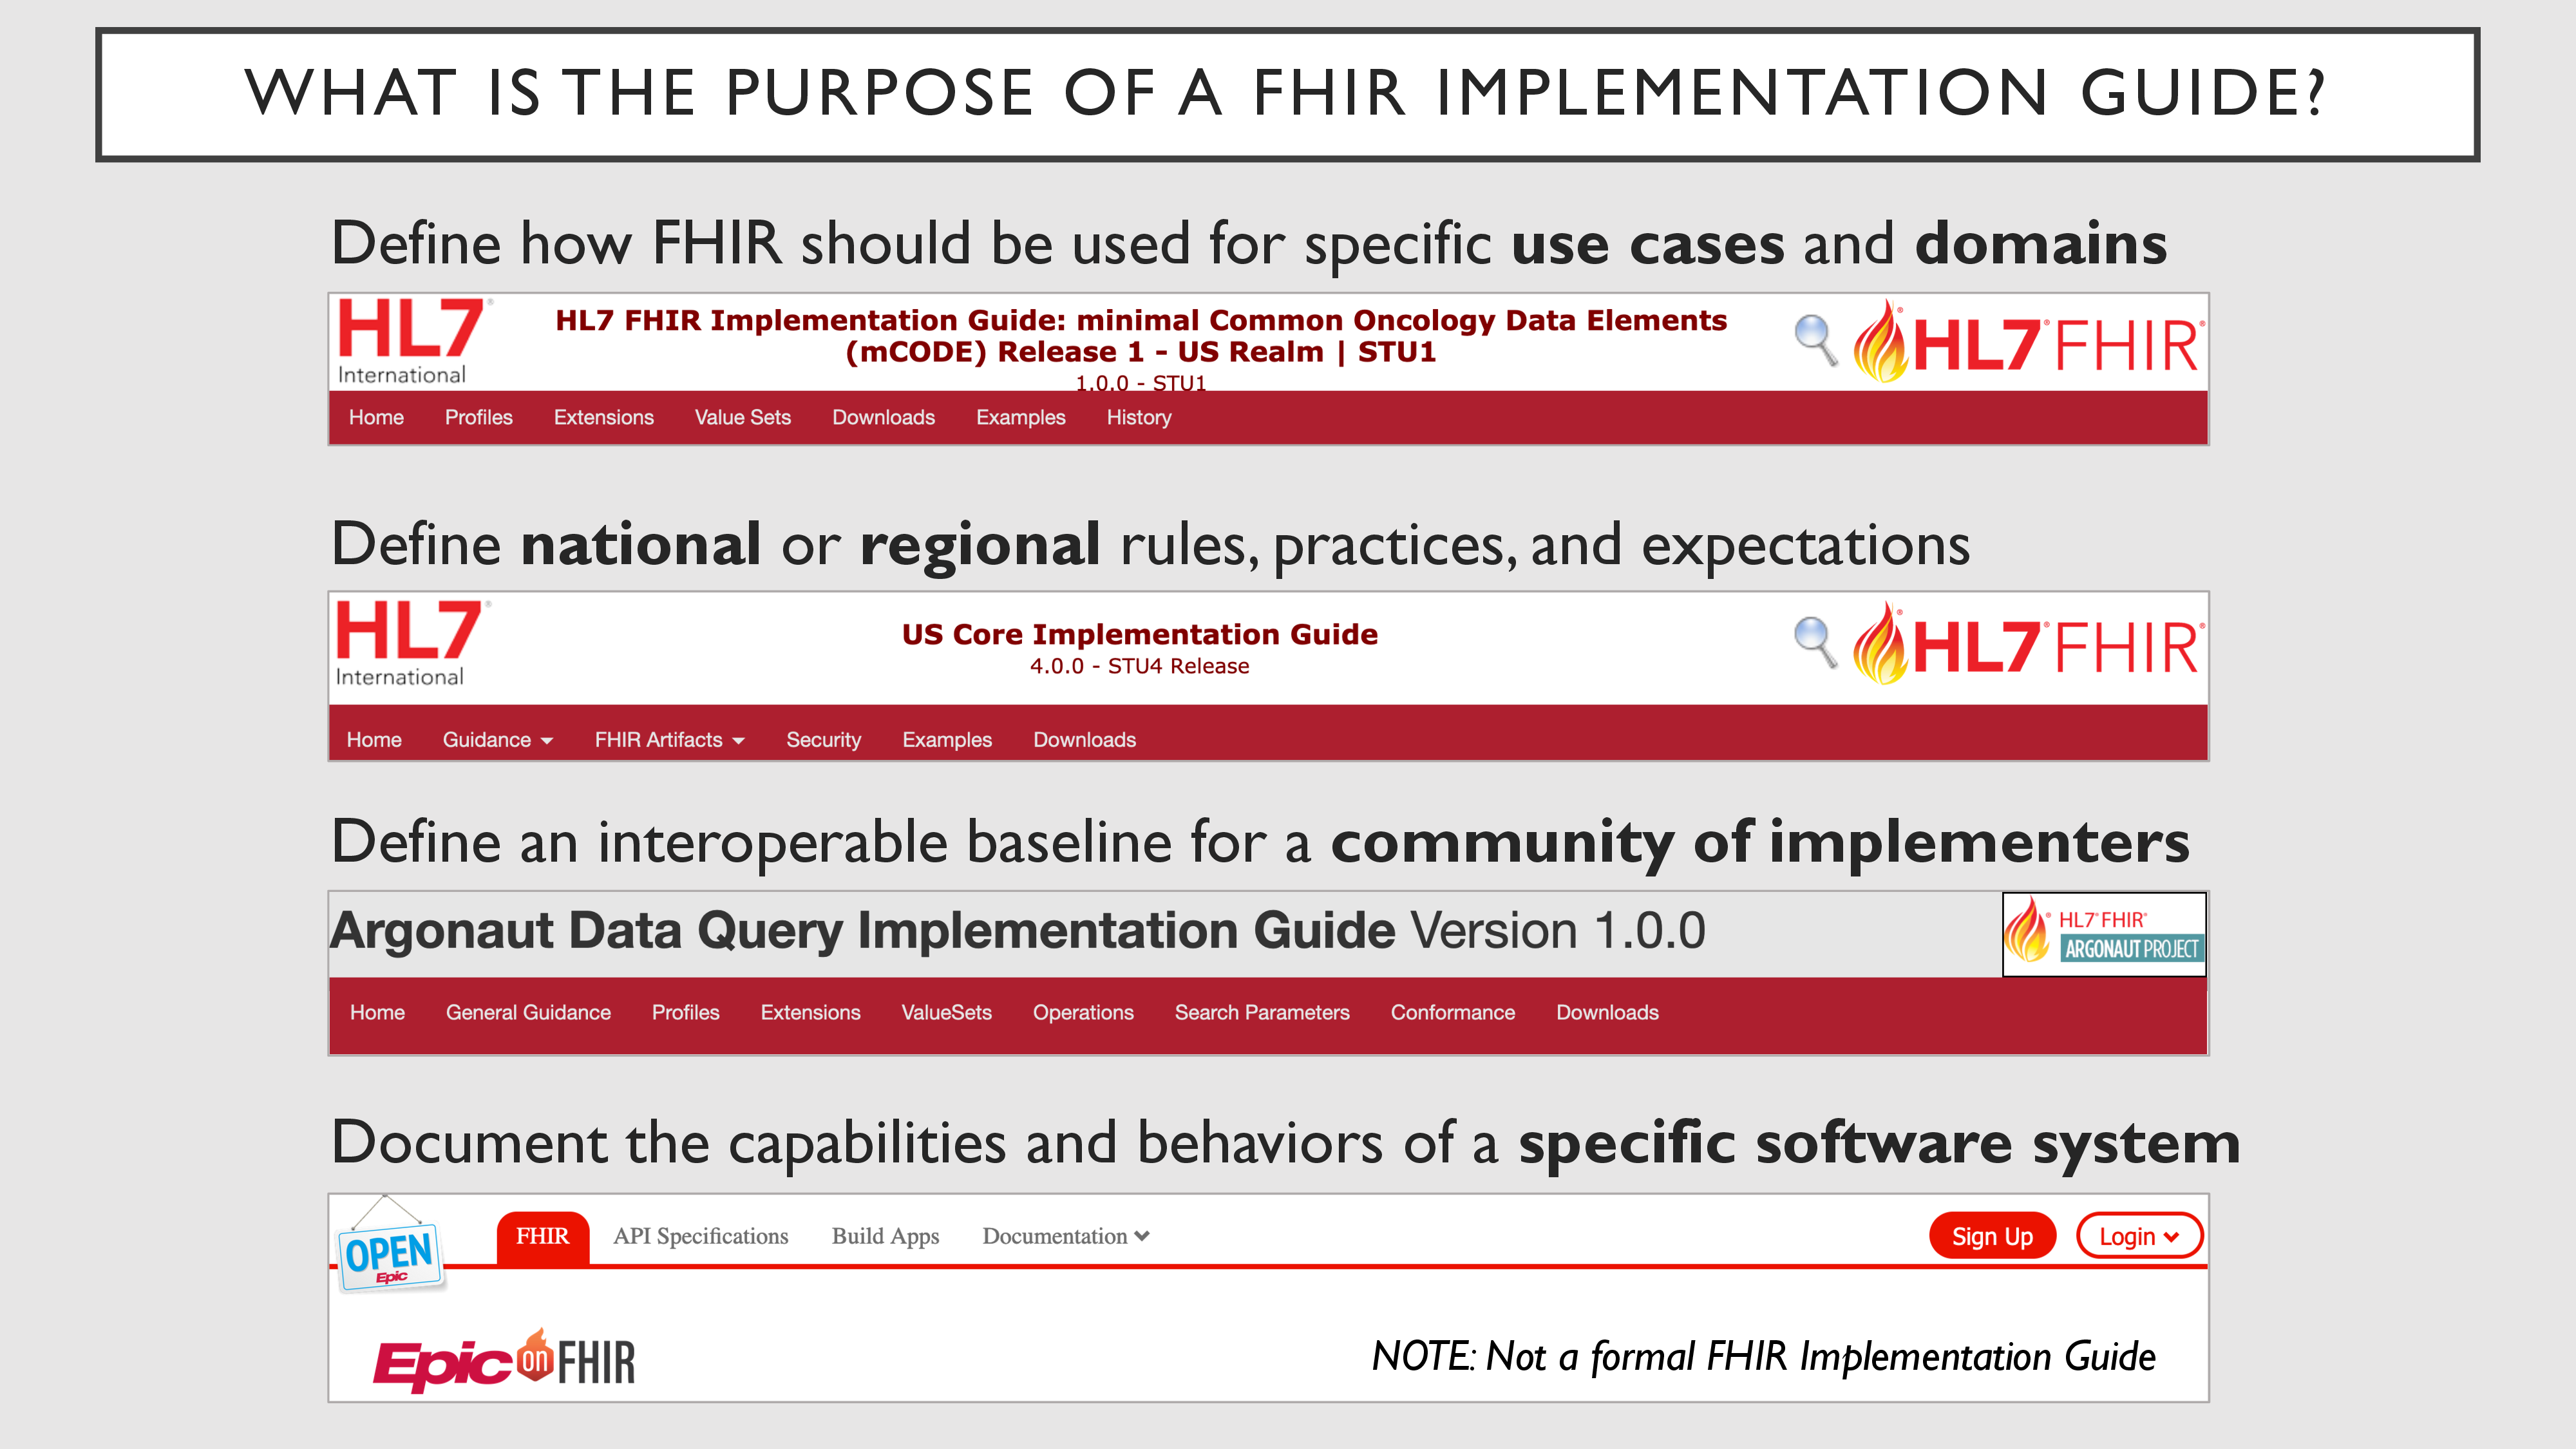 WHAT IS THE PURPOSE OF A FHIR IMPLEMENTATION GUIDE?
Define how FHIR should be used for specific use cases and domains
HL7®
International
HL7 FHIR Implementation Guide: minimal Common Oncology Data Elements
(mCODE) Release 1 - US Realm | STU1
1.0.0 - STU1
HL7® FHIR®
Home Profiles Extensions Value Sets Downloads Examples History
Define national or regional rules, practices, and expectations
HL7®
International
US Core Implementation Guide
4.0.0 - STU4 Release
HL7® FHIR®
Home Guidance FHIR Artifacts Security Examples Downloads
Define an interoperable baseline for a community of implementers
Argonaut Data Query Implementation Guide Version 1.0.0
HL7® FHIR®
ARGONAUT PROJECT
Home General Guidance Profiles Extensions ValueSets Operations Search Parameters Conformance Downloads
Document the capabilities and behaviors of a specific software system
OPEN
Epic
FHIR API Specifications Build Apps Documentation Sign Up Login
Epic on FHIR
NOTE: Not a formal FHIR Implementation Guide